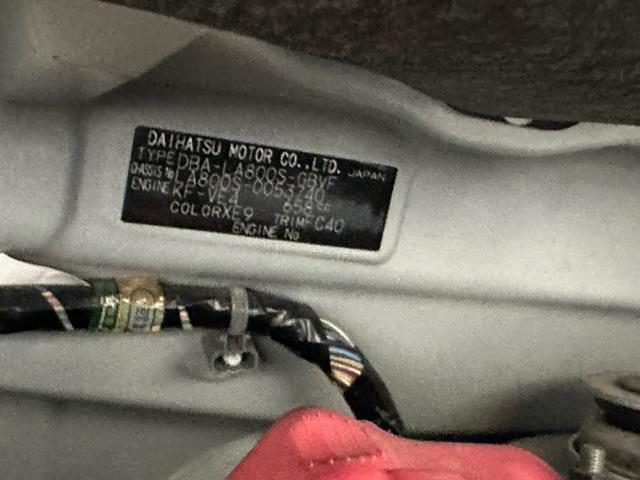 DAIHATSU MOTOR CO.,LTD. JAPAN
TYPE DBA-LA800S-GBVF
CHASSIS No LA800S-0053770
ENGINE KF-VE4 658cc
COLOR XE9 TRIM FC40
ENGINE No